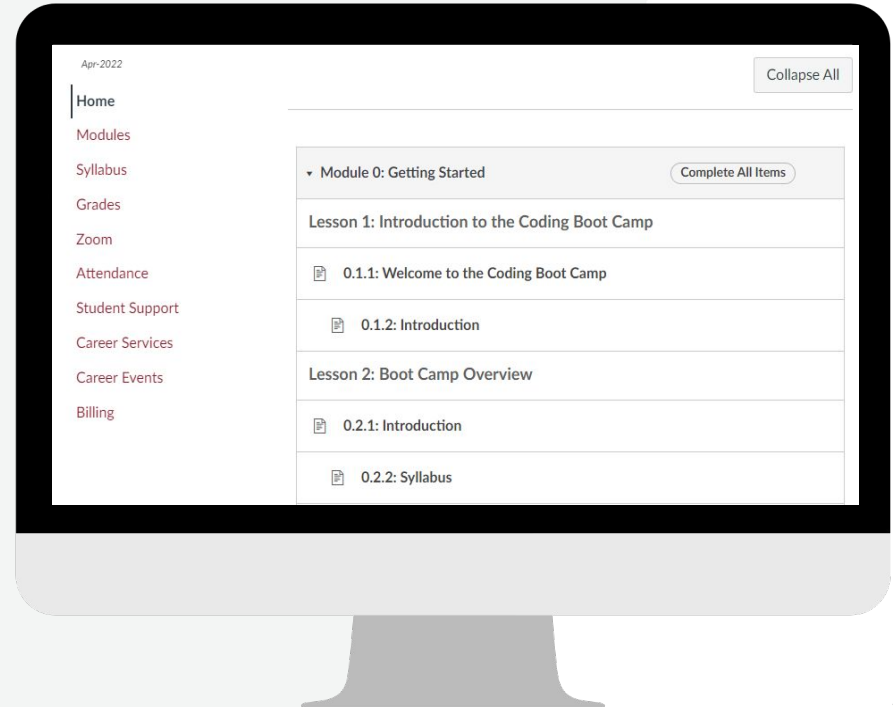 Apr-2022
Home
Modules
Syllabus
Grades
Zoom
Attendance
Student Support
Career Services
Career Events
Billing
Collapse All
Module 0: Getting Started
Complete All Items
Lesson 1: Introduction to the Coding Boot Camp
0.1.1: Welcome to the Coding Boot Camp
0.1.2: Introduction
Lesson 2: Boot Camp Overview
0.2.1: Introduction
0.2.2: Syllabus